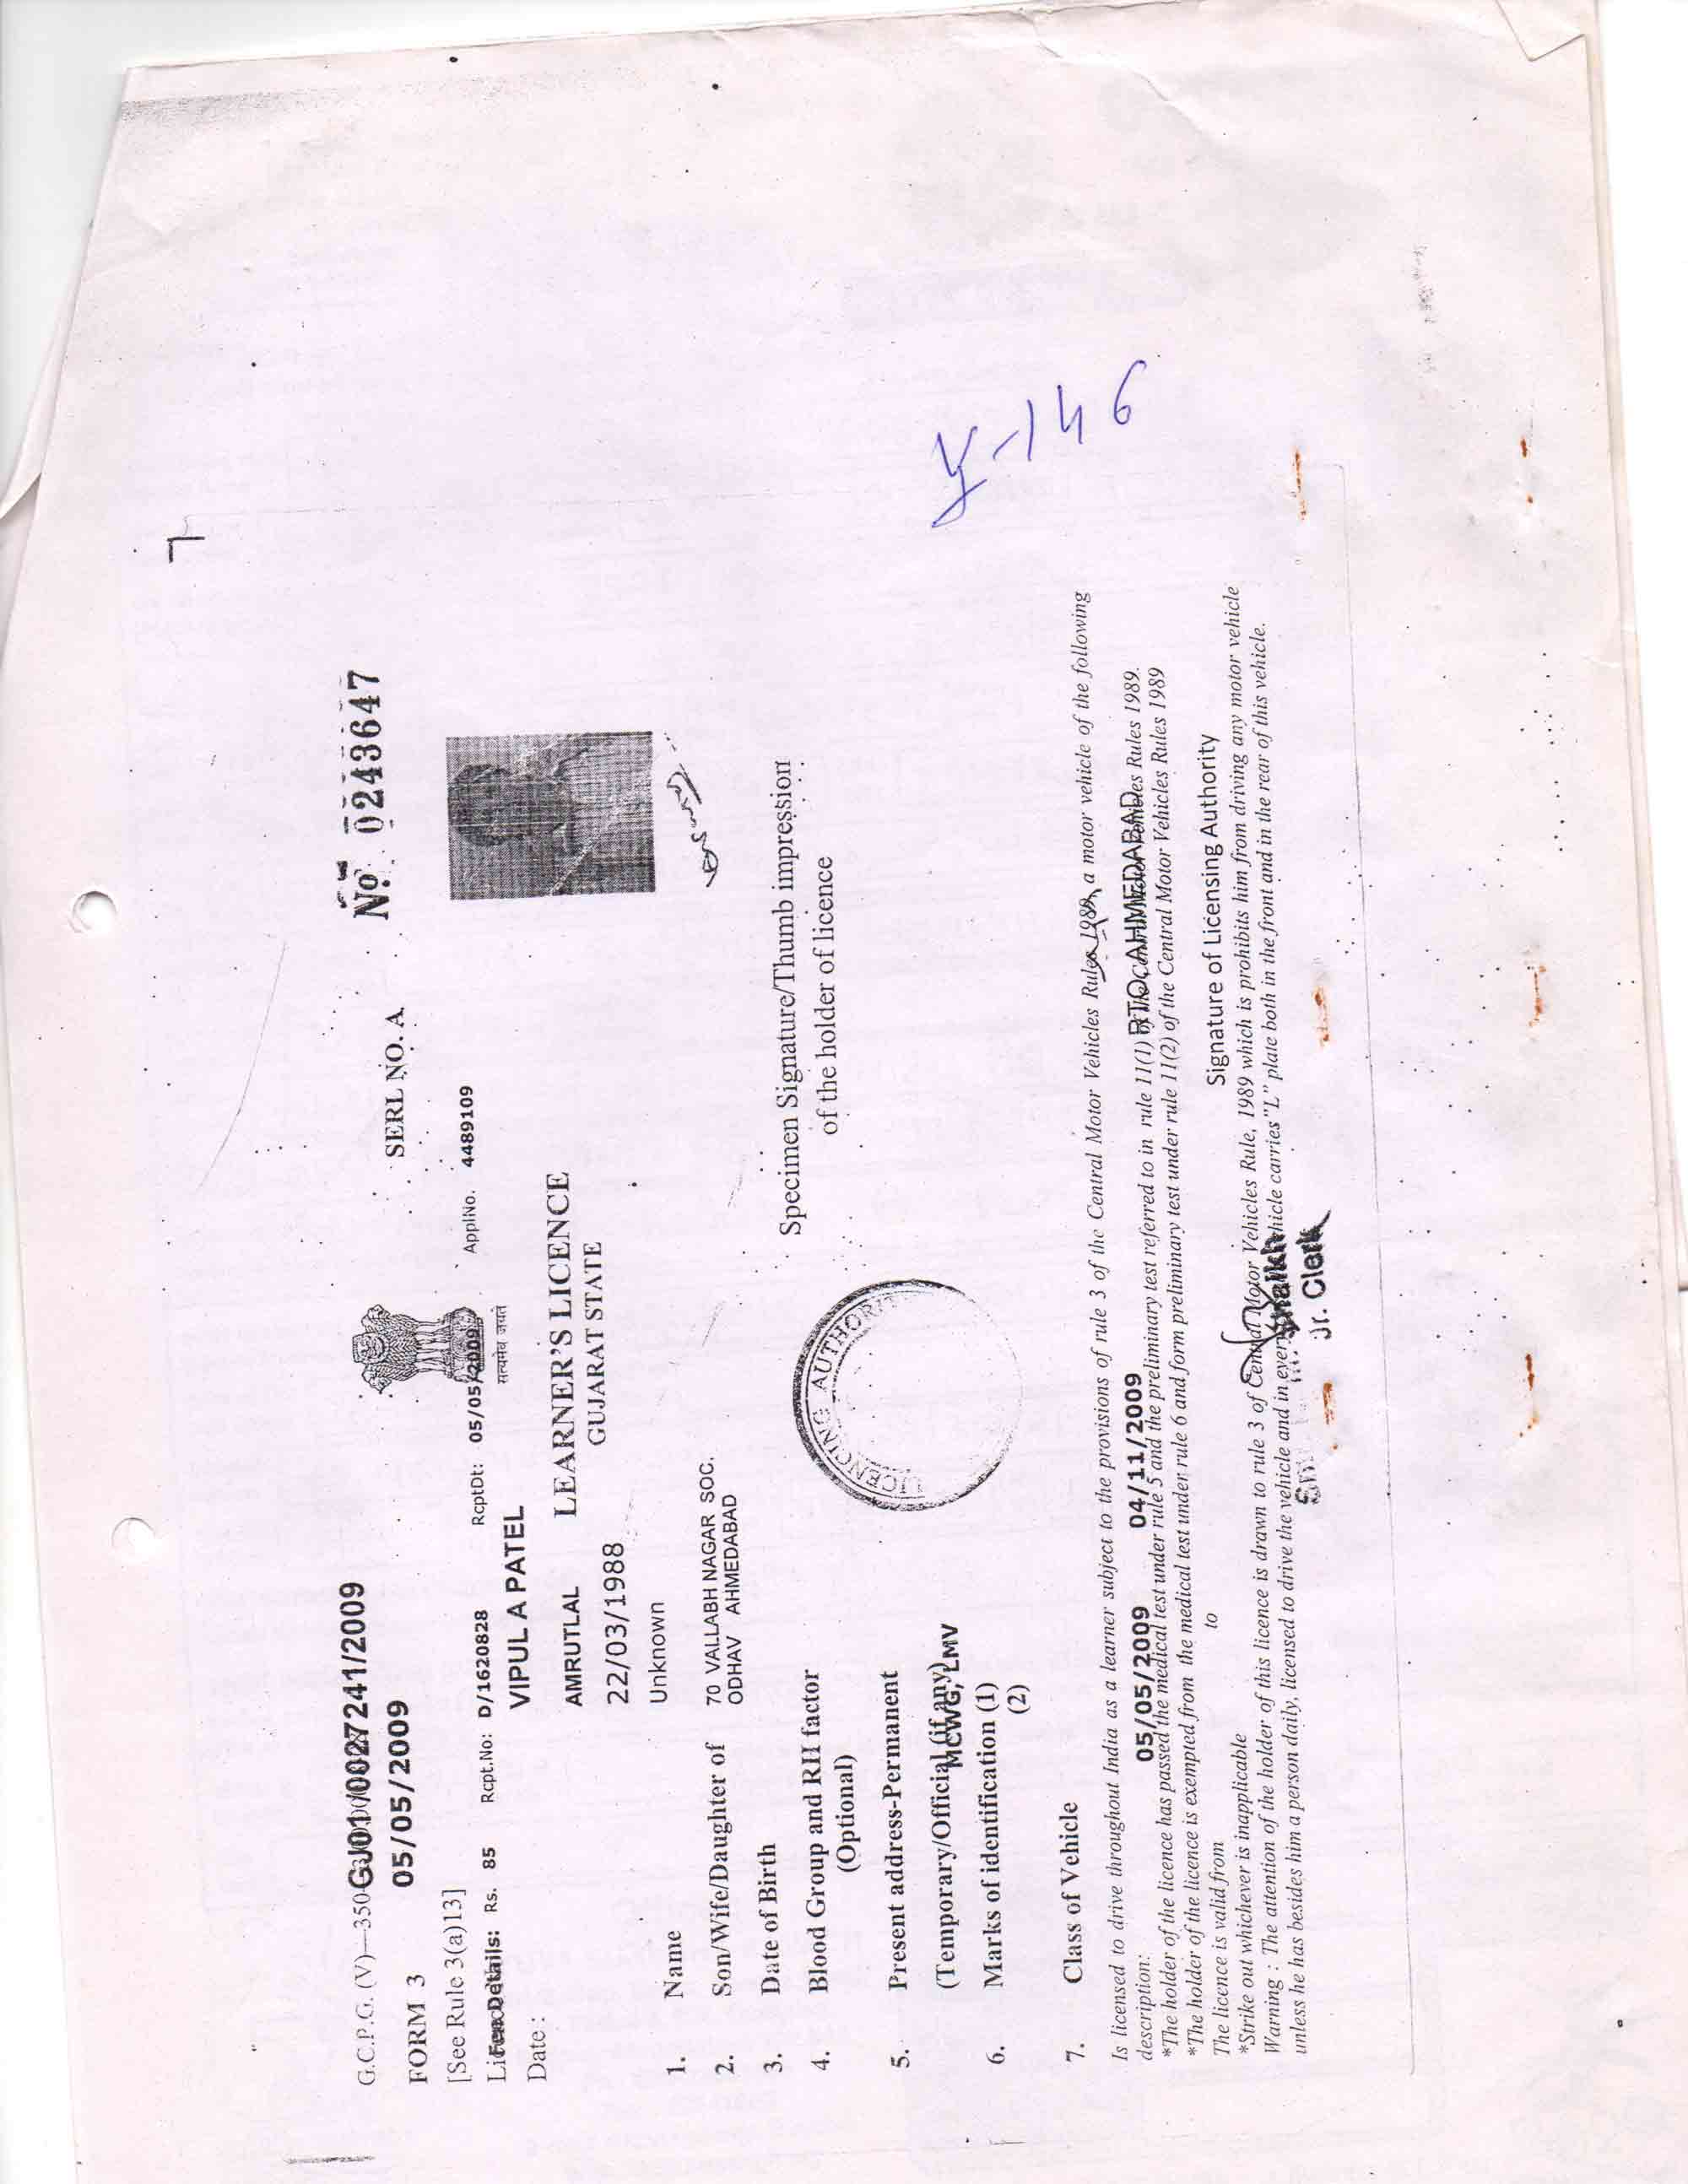 G.C.P.G. (V)—350
GJ01/0027241/2009
SERL NO. A
No. 0243647
FORM 3
05/05/2009
[See Rule 3(a)13]
Fee Details: Rs. 85 Rcpt.No: D/1620828 RcptDt: 05/05/2009 ApplNo. 4489109
सत्यमेव जयते
Date :
VIPUL A PATEL
LEARNER'S LICENCE
GUJARAT STATE
AMRUTLAL
22/03/1988
Unknown
70 VALLABH NAGAR SOC.
ODHAV AHMEDABAD
1. Name
2. Son/Wife/Daughter of
3. Date of Birth
4. Blood Group and RH factor
(Optional)
Specimen Signature/Thumb impression
of the holder of licence
LICENCING AUTHOR
5. Present address-Permanent
(Temporary/Official (if any)
MCWG, LMV
6. Marks of identification (1)
(2)
7. Class of Vehicle
y-146
Is licensed to drive throughout India as a learner subject to the provisions of rule 3 of the Central Motor Vehicles Rules 1989, a motor vehicle of the following
description:
05/05/2009 04/11/2009
RTO, AHMEDABAD
*The holder of the licence has passed the medical test under rule 5 and the preliminary test referred to in rule 11(1) of the Central Motor Vehicles Rules 1989.
*The holder of the licence is exempted from the medical test under rule 6 and form preliminary test under rule 11(2) of the Central Motor Vehicles Rules 1989
The licence is valid from to
Signature of Licensing Authority
*Strike out whichever is inapplicable
Warning : The attention of the holder of this licence is drawn to rule 3 of Central Motor Vehicles Rule, 1989 which is prohibits him from driving any motor vehicle
unless he has besides him a person daily, licensed to drive the vehicle and in every vehicle carries "L" plate both in the front and in the rear of this vehicle.
Shaikh
Jr. Clerk